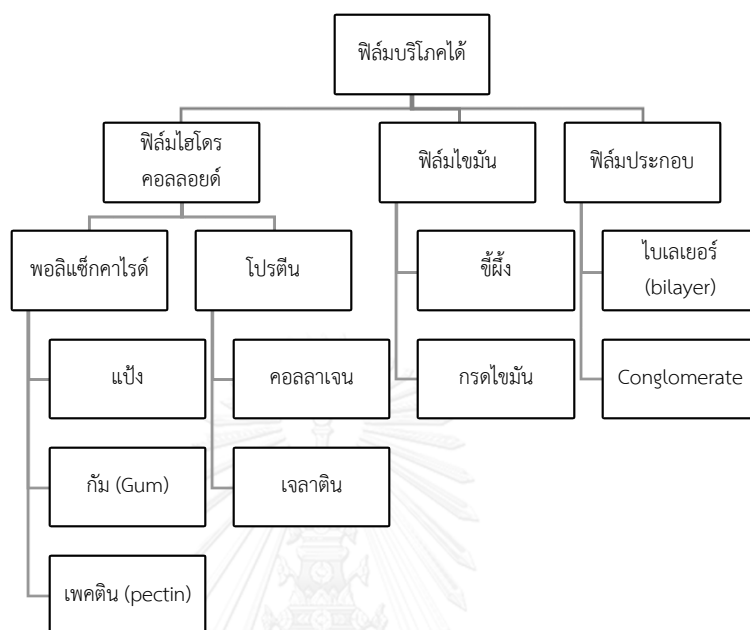 ฟิล์มบริโภคได้
ฟิล์มไฮโดร
คอลลอยด์
ฟิล์มไขมัน
ฟิล์มประกอบ
พอลิแซ็กคาไรด์
โปรตีน
ขี้ผึ้ง
ไบเลเยอร์
(bilayer)
แป้ง
คอลลาเจน
กรดไขมัน
Conglomerate
กัม (Gum)
เจลาติน
เพคติน (pectin)